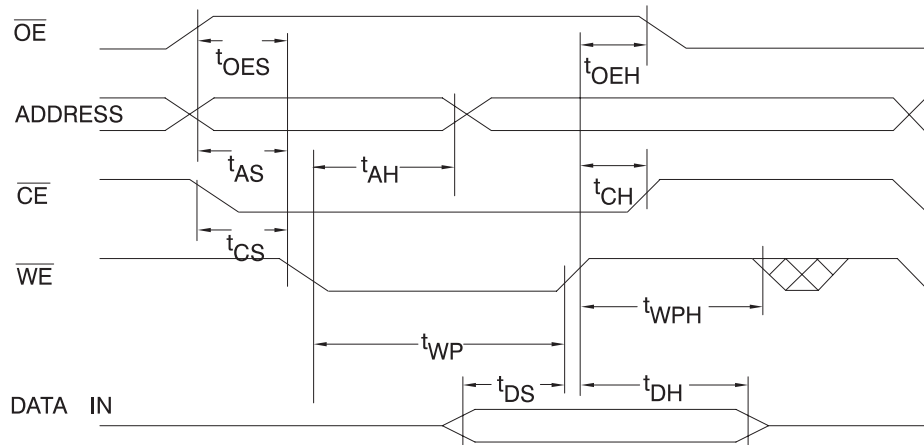 OE
tOES
tOEH
ADDRESS
tAS
tAH
CE
tCH
tCS
WE
tWPH
tWP
tDS
tDH
DATA IN